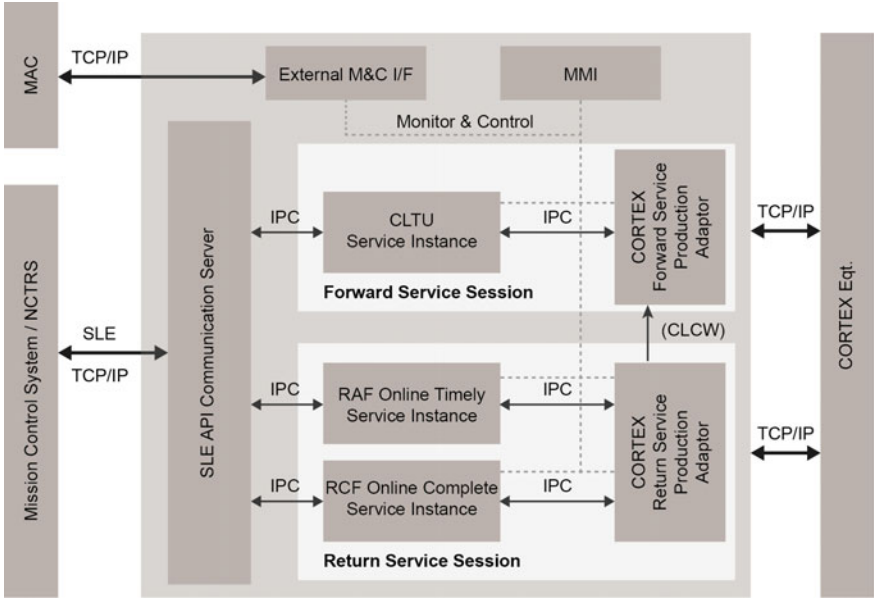 MAC
TCP/IP
External M&C I/F
MMI
Monitor & Control
Mission Control System / NCTRS
SLE
TCP/IP
SLE API Communication Server
IPC
CLTU
Service Instance
IPC
CORTEX
Forward Service
Production
Adaptor
TCP/IP
Forward Service Session
(CLCW)
IPC
RAF Online Timely
Service Instance
IPC
IPC
RCF Online Complete
Service Instance
IPC
CORTEX
Return Service
Production
Adaptor
TCP/IP
Return Service Session
CORTEX Eqt.